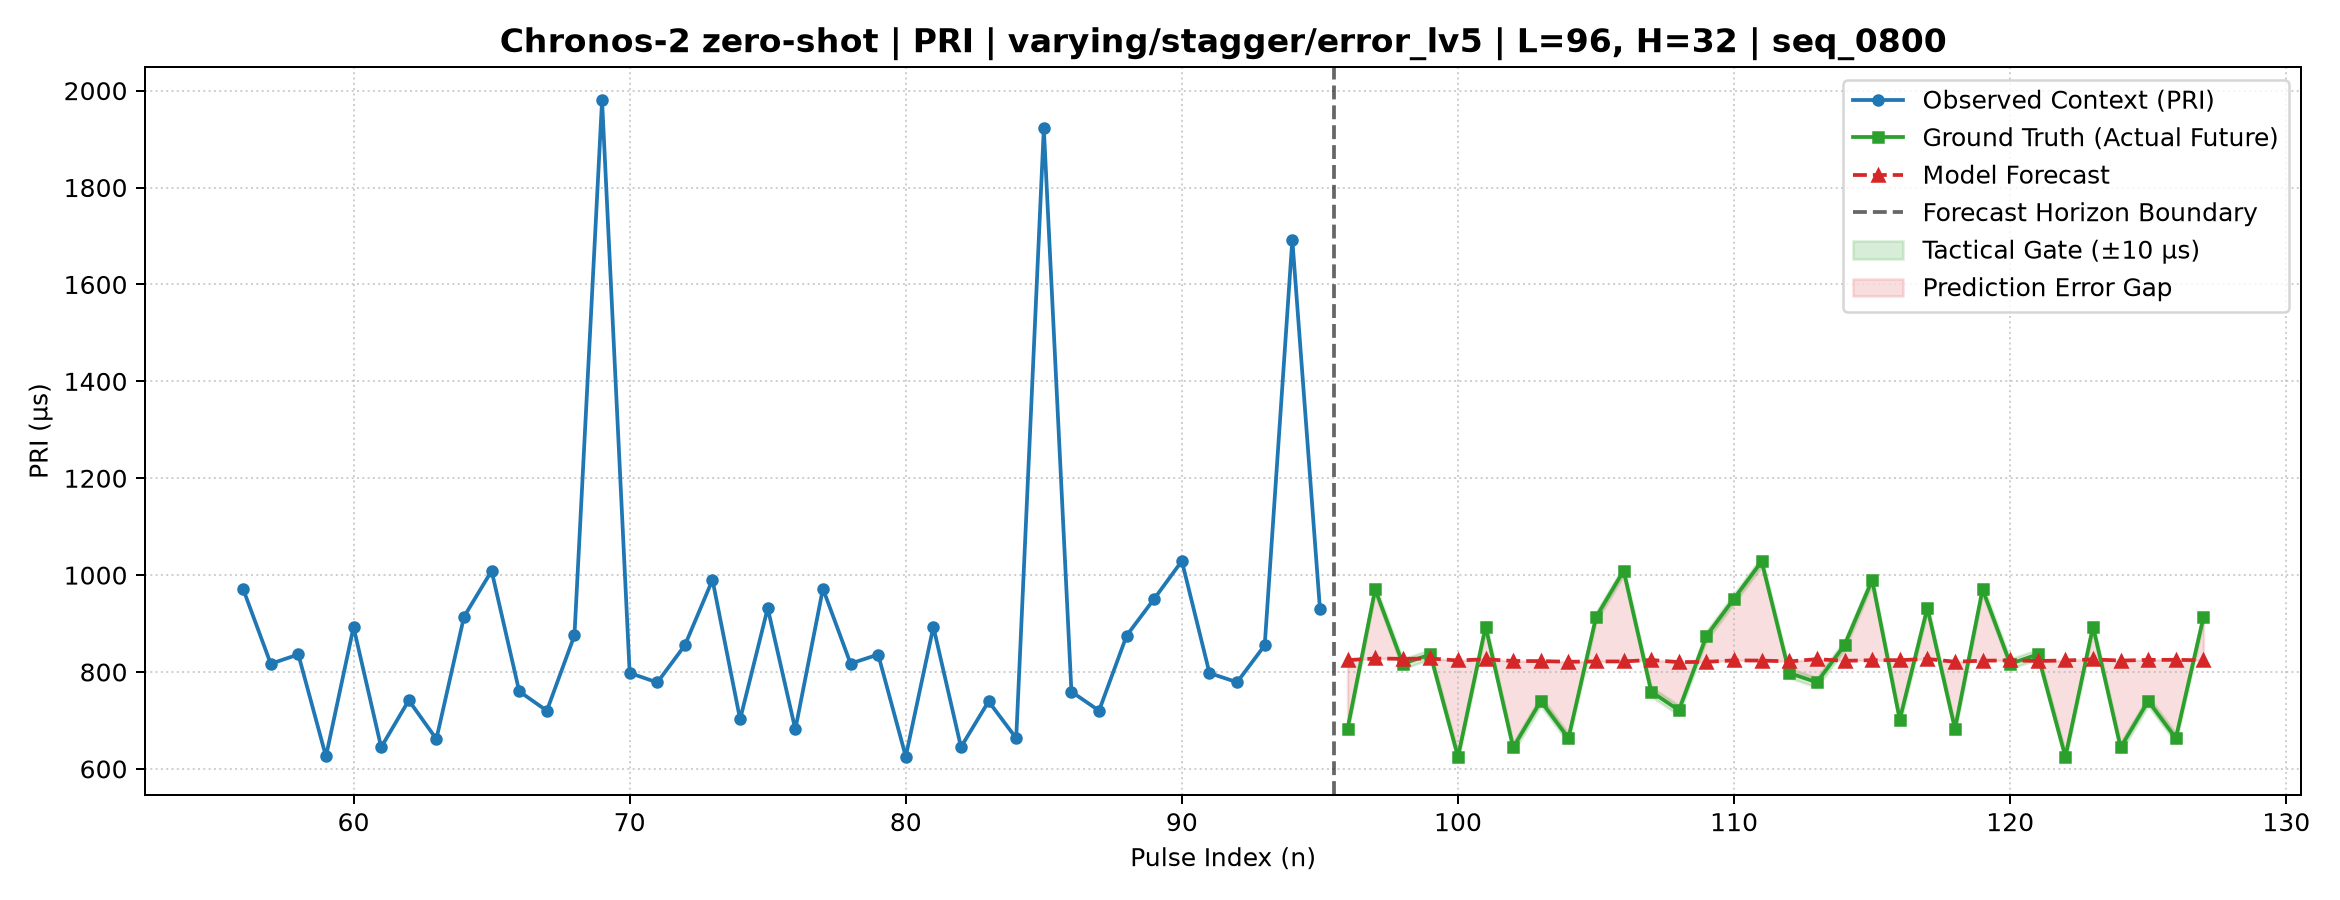 Chronos-2 zero-shot | PRI | varying/stagger/error_lv5 | L=96, H=32 | seq_0800
PRI (μs)
2000
1800
1600
1400
1200
1000
800
600
Observed Context (PRI)
Ground Truth (Actual Future)
Model Forecast
Forecast Horizon Boundary
Tactical Gate (±10 μs)
Prediction Error Gap
60 70 80 90 100 110 120 130
Pulse Index (n)